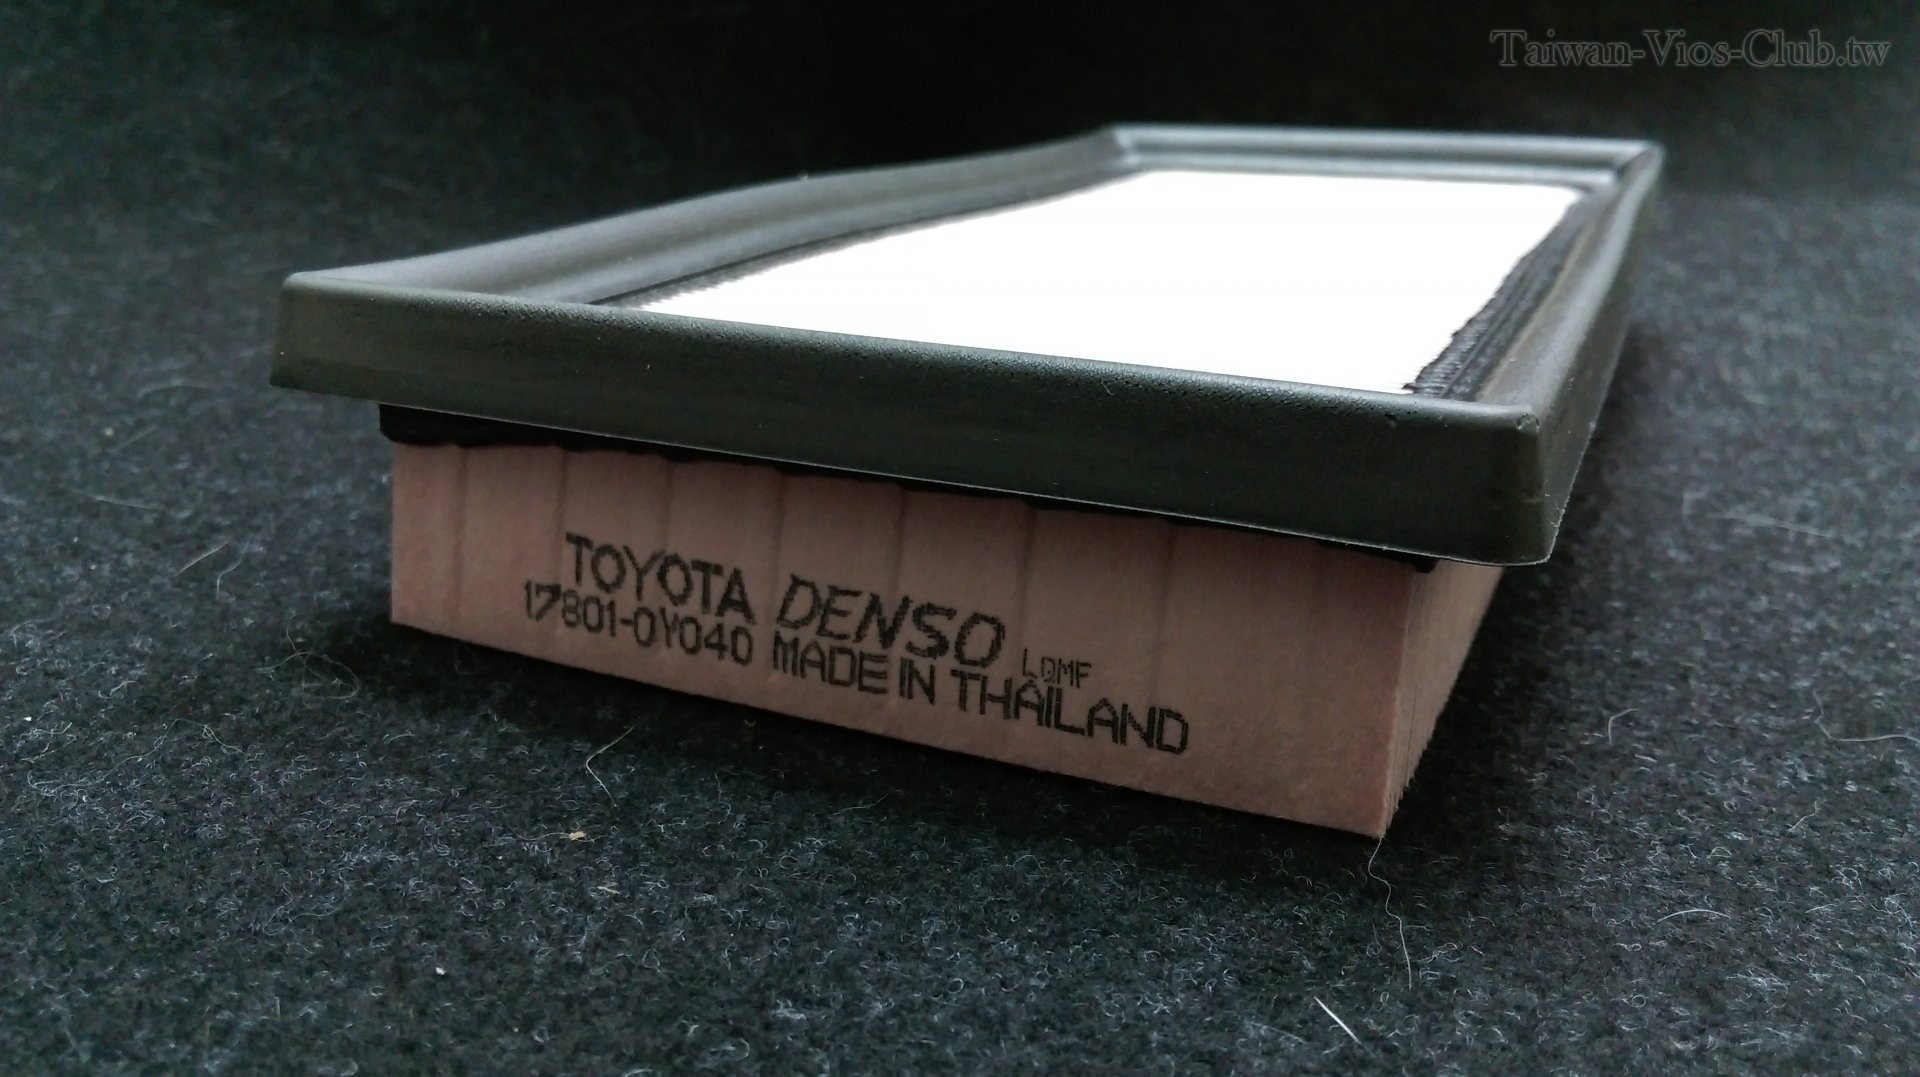 Taiwan-Vios-Club.tw
TOYOTA DENSO LQMF
17801-0Y040 MADE IN THAILAND